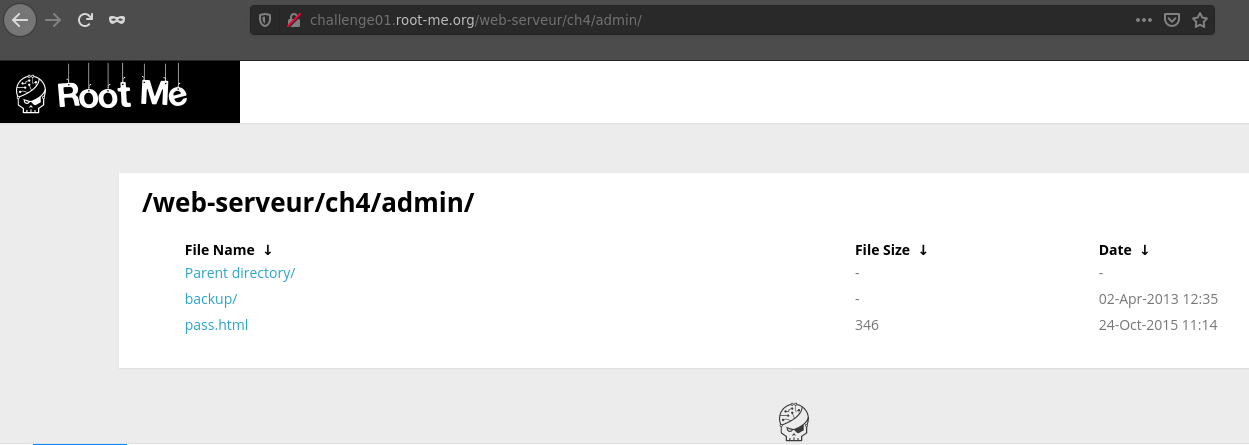 challenge01.root-me.org/web-serveur/ch4/admin/
Root Me
/web-serveur/ch4/admin/
File Name ↓ File Size ↓ Date ↓
Parent directory/ - -
backup/ - 02-Apr-2013 12:35
pass.html 346 24-Oct-2015 11:14